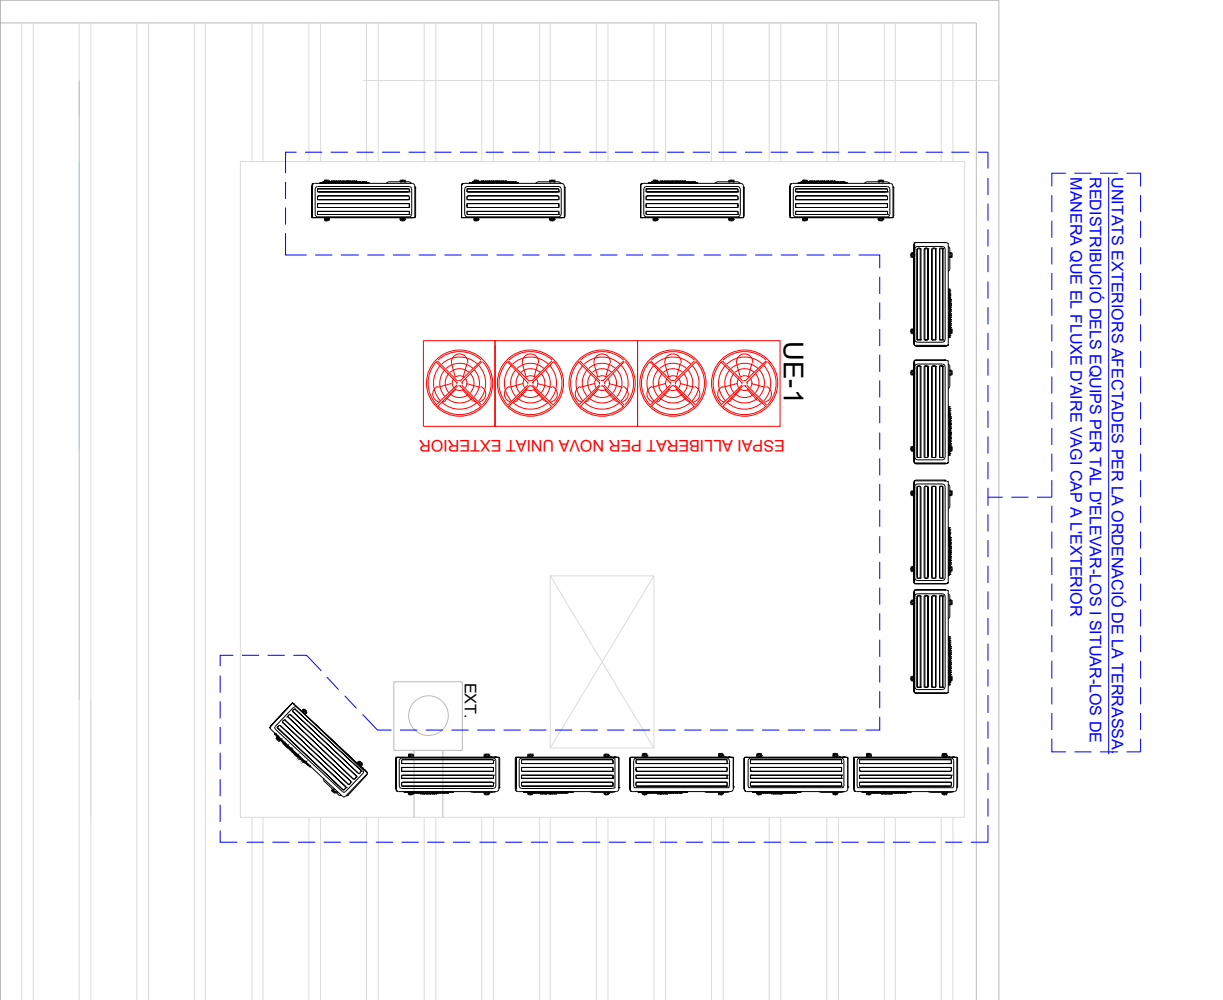 UNITATS EXTERIORS AFECTADES PER LA ORDENACIÓ DE LA TERRASSA,
REDISTRIBUCIÓ DELS EQUIPS PER TAL D'ELEVAR-LOS I SITUAR-LOS DE
MANERA QUE EL FLUXE D'AIRE VAGI CAP A L'EXTERIOR
UE-1
ESPAI ALLIBERAT PER NOVA UNIAT EXTERIOR
EXT.